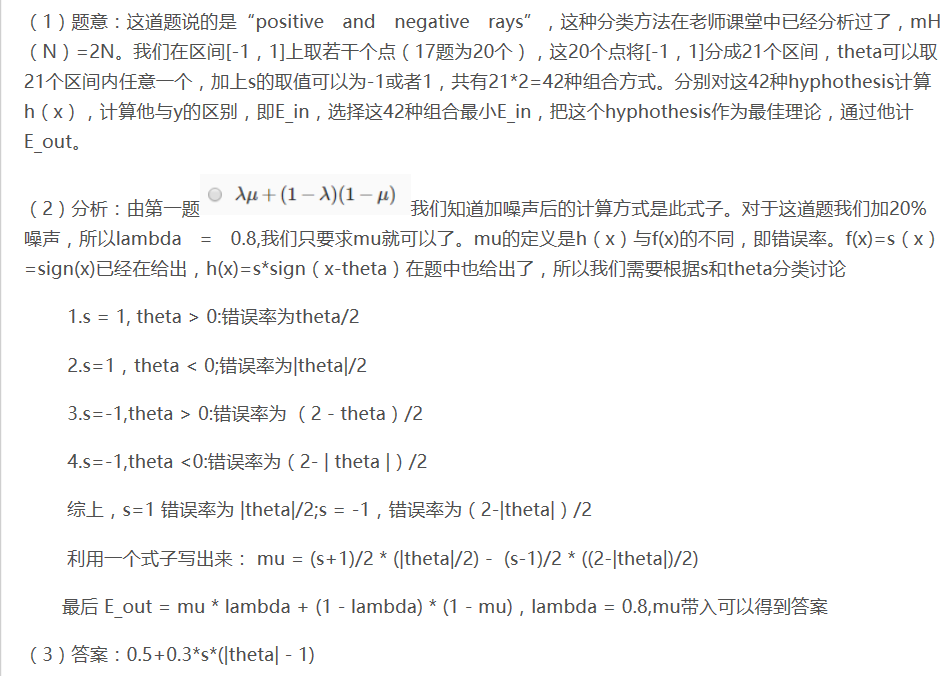 （1）题意：这道题说的是“positive and negative rays”，这种分类方法在老师课堂中已经分析过了，mH
（N）=2N。我们在区间[-1，1]上取若干个点（17题为20个），这20个点将[-1，1]分成21个区间，theta可以取
21个区间内任意一个，加上s的取值可以为-1或者1，共有21*2=42种组合方式。分别对这42种hyphothesis计算
h（x），计算他与y的区别，即E_in，选择这42种组合最小E_in，把这个hyphothesis作为最佳理论，通过他计
E_out。
（2）分析：由第一题 λμ + (1 − λ)(1 − μ) 我们知道加噪声后的计算方式是此式子。对于这道题我们加20%
噪声，所以lambda = 0.8,我们只要求mu就可以了。mu的定义是h（x）与f(x)的不同，即错误率。f(x)=s（x）
=sign(x)已经在给出，h(x)=s*sign（x-theta）在题中也给出了，所以我们需要根据s和theta分类讨论
1.s = 1, theta > 0:错误率为theta/2
2.s=1，theta < 0;错误率为|theta|/2
3.s=-1,theta > 0:错误率为（2 - theta）/2
4.s=-1,theta <0:错误率为（2-｜theta｜）/2
综上，s=1 错误率为 |theta|/2;s = -1，错误率为（2-|theta|）/2
利用一个式子写出来： mu = (s+1)/2 * (|theta|/2) - (s-1)/2 * ((2-|theta|)/2)
最后 E_out = mu * lambda + (1 - lambda) * (1 - mu)，lambda = 0.8,mu带入可以得到答案
（3）答案：0.5+0.3*s*(|theta| - 1)